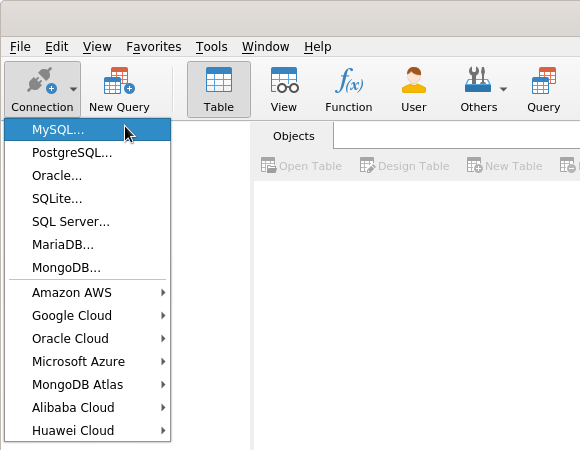 File Edit View Favorites Tools Window Help
Connection New Query Table View f(x) Function User Others Query
MySQL...
PostgreSQL...
Oracle...
SQLite...
SQL Server...
MariaDB...
MongoDB...
Amazon AWS
Google Cloud
Oracle Cloud
Microsoft Azure
MongoDB Atlas
Alibaba Cloud
Huawei Cloud
Objects
Open Table Design Table New Table